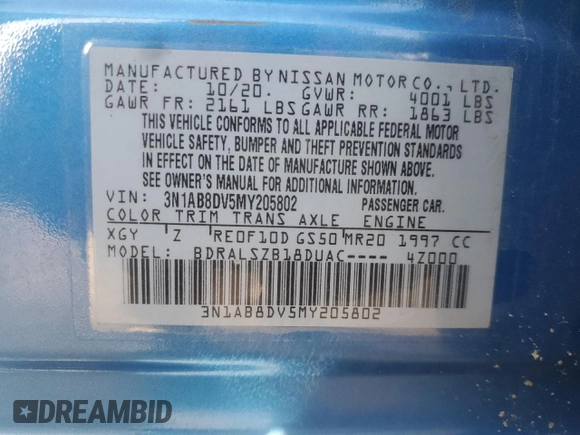 MANUFACTURED BY NISSAN MOTOR CO., LTD.
DATE: 10/20. GVWR: 4001 LBS
GAWR FR: 2161 LBS GAWR RR: 1863 LBS
THIS VEHICLE CONFORMS TO ALL APPLICABLE FEDERAL MOTOR
VEHICLE SAFETY, BUMPER AND THEFT PREVENTION STANDARDS
IN EFFECT ON THE DATE OF MANUFACTURE SHOWN ABOVE.
SEE OWNER'S MANUAL FOR ADDITIONAL INFORMATION.
VIN: 3N1AB8DV5MY205802 PASSENGER CAR.
COLOR TRIM TRANS AXLE ENGINE
XGY Z RE0F10D GS50 MR20 1997 CC
MODEL: BDRALSZB18DUAC---- 4Z000
3N1AB8DV5MY205802
DREAMBID